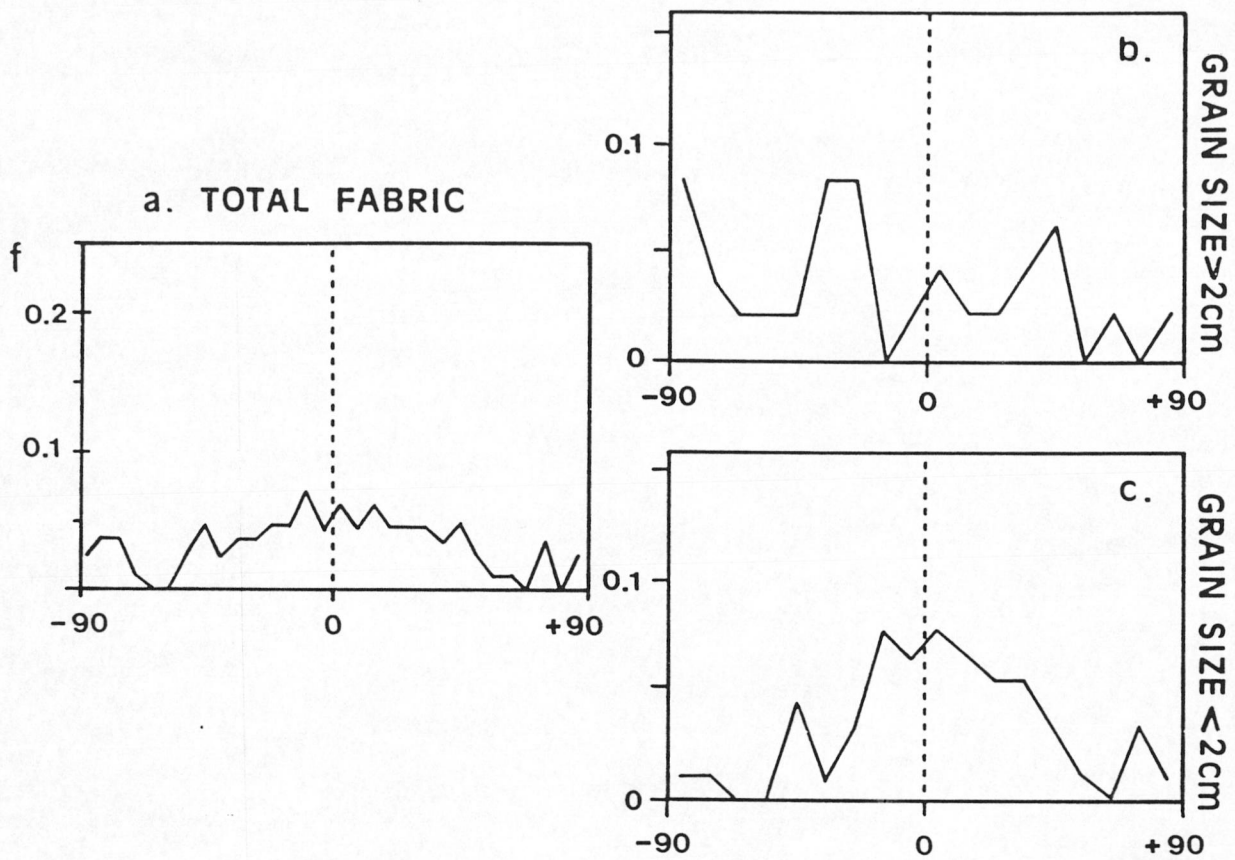 a. TOTAL FABRIC
f
0.2
0.1
-90
0
+90
b.
0.1
0
-90
0
+90
GRAIN SIZE>2cm
c.
0.1
0
-90
0
+90
GRAIN SIZE <2cm